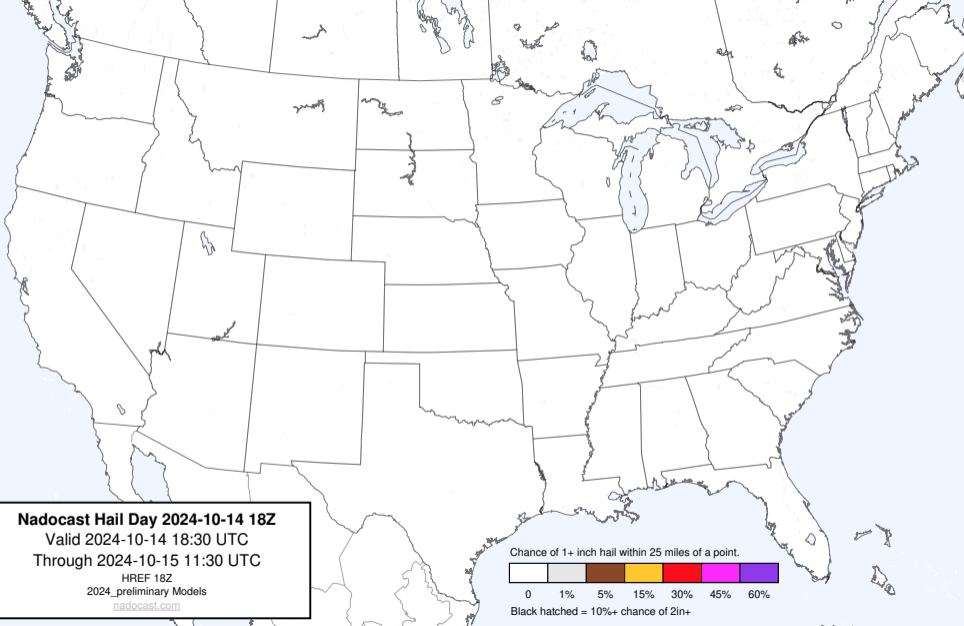 Nadocast Hail Day 2024-10-14 18Z
Valid 2024-10-14 18:30 UTC
Through 2024-10-15 11:30 UTC
HREF 18Z
2024_preliminary Models
nadocast.com
Chance of 1+ inch hail within 25 miles of a point.
0 1% 5% 15% 30% 45% 60%
Black hatched = 10%+ chance of 2in+